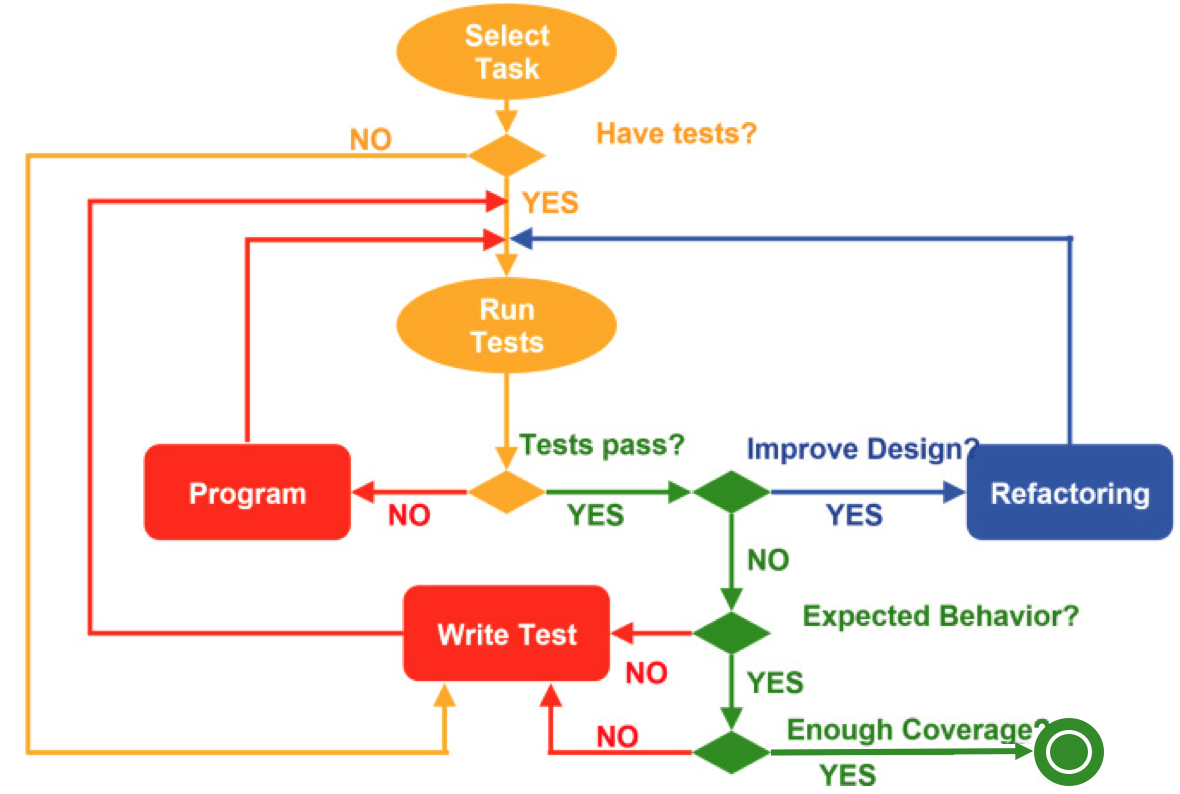 Select
Task
NO
Have tests?
YES
Run
Tests
Tests pass?
Improve Design?
Program
NO
YES
YES
Refactoring
NO
Expected Behavior?
Write Test
NO
YES
Enough Coverage?
NO
YES